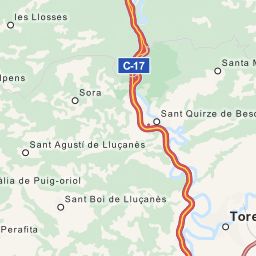 les Llosses
C-17
Santa M
lpens
Sora
Sant Quirze de Beso
Sant Agustí de Lluçanès
àlia de Puig-oriol
Sant Boi de Lluçanès
Perafita
Tore